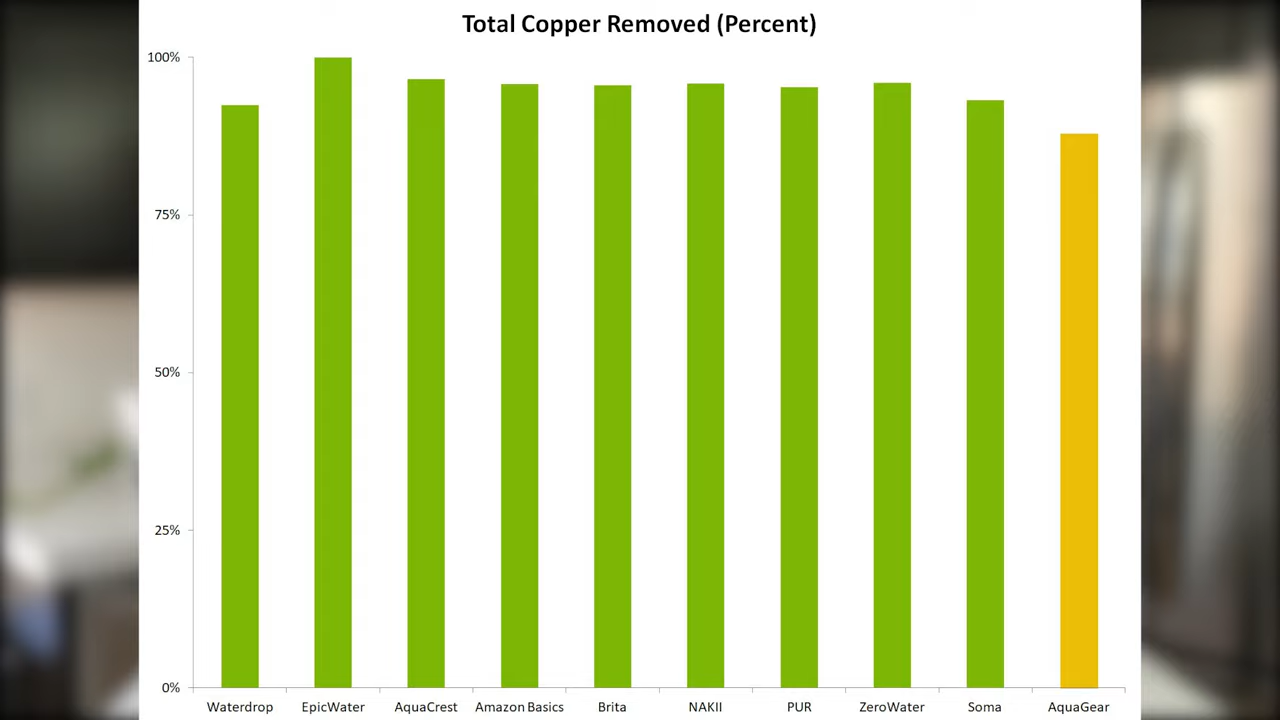 Total Copper Removed (Percent)
100%
75%
50%
25%
0%
Waterdrop EpicWater AquaCrest Amazon Basics Brita NAKII PUR ZeroWater Soma AquaGear